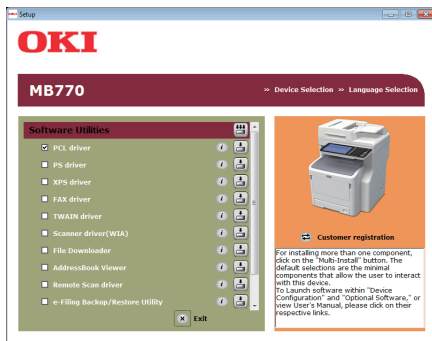 OKI Setup
OKI
MB770
» Device Selection » Language Selection
Software Utilities
PCL driver
PS driver
XPS driver
FAX driver
TWAIN driver
Scanner driver(WIA)
File Downloader
AddressBook Viewer
Remote Scan driver
e-Filing Backup/Restore Utility
Exit
Customer registration
For installing more than one component,
click on the "Multi-Install" button. The
default selections are the minimal
components that allow the user to interact
with this device.
To Launch software within "Device
Configuration" and "Optional Software," or
view User's Manual, please click on their
respective links.